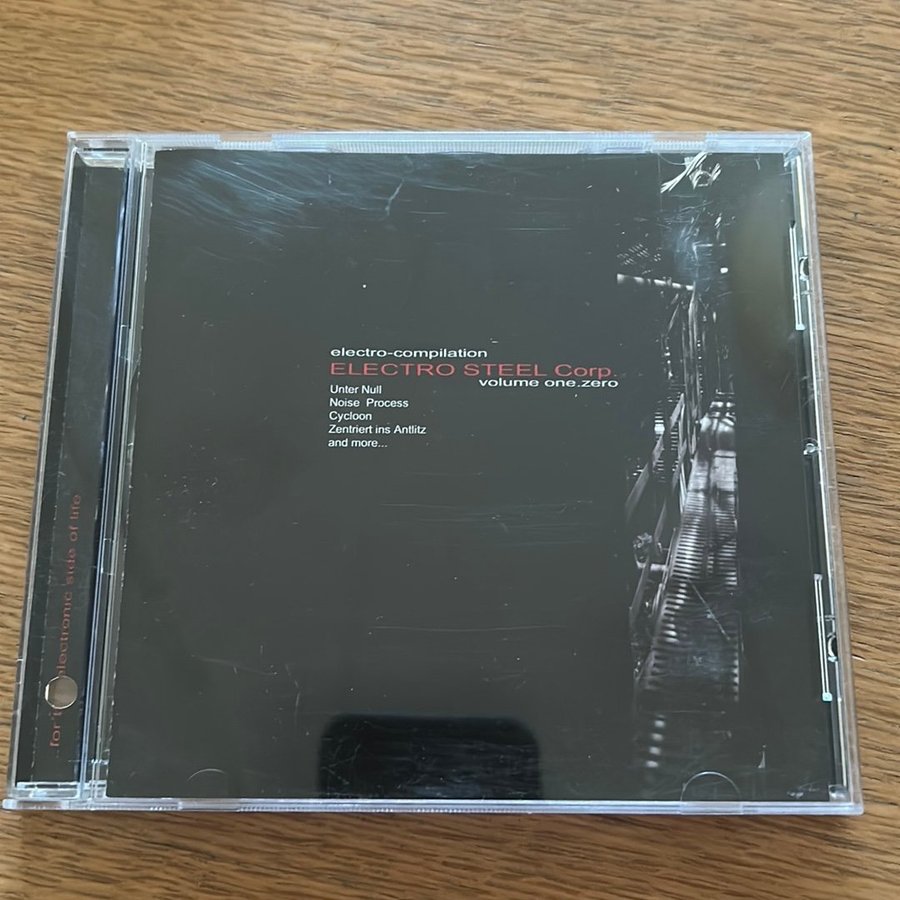 electro-compilation
ELECTRO STEEL Corp.
volume one.zero
Unter Null
Noise Process
Cycloon
Zentriert ins Antlitz
and more...
for electronic side of life